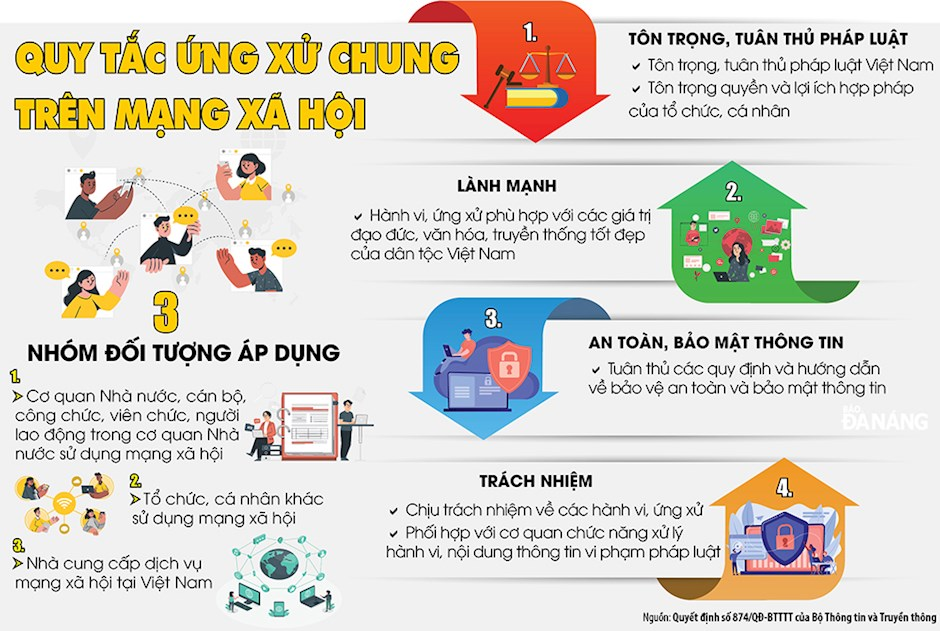 QUY TẮC ỨNG XỬ CHUNG
TRÊN MẠNG XÃ HỘI
3
NHÓM ĐỐI TƯỢNG ÁP DỤNG
1.
Cơ quan Nhà nước, cán bộ,
công chức, viên chức, người
lao động trong cơ quan Nhà
nước sử dụng mạng xã hội
2.
Tổ chức, cá nhân khác
sử dụng mạng xã hội
3.
Nhà cung cấp dịch vụ
mạng xã hội tại Việt Nam
1.
TÔN TRỌNG, TUÂN THỦ PHÁP LUẬT
Tôn trọng, tuân thủ pháp luật Việt Nam
Tôn trọng quyền và lợi ích hợp pháp
của tổ chức, cá nhân
2.
LÀNH MẠNH
Hành vi, ứng xử phù hợp với các giá trị
đạo đức, văn hóa, truyền thống tốt đẹp
của dân tộc Việt Nam
3.
AN TOÀN, BẢO MẬT THÔNG TIN
Tuân thủ các quy định và hướng dẫn
về bảo vệ an toàn và bảo mật thông tin
BÁO
ĐÀ NẴNG
4.
TRÁCH NHIỆM
Chịu trách nhiệm về các hành vi, ứng xử
Phối hợp với cơ quan chức năng xử lý
hành vi, nội dung thông tin vi phạm pháp luật
Nguồn: Quyết định số 874/QĐ-BTTTT của Bộ Thông tin và Truyền thông